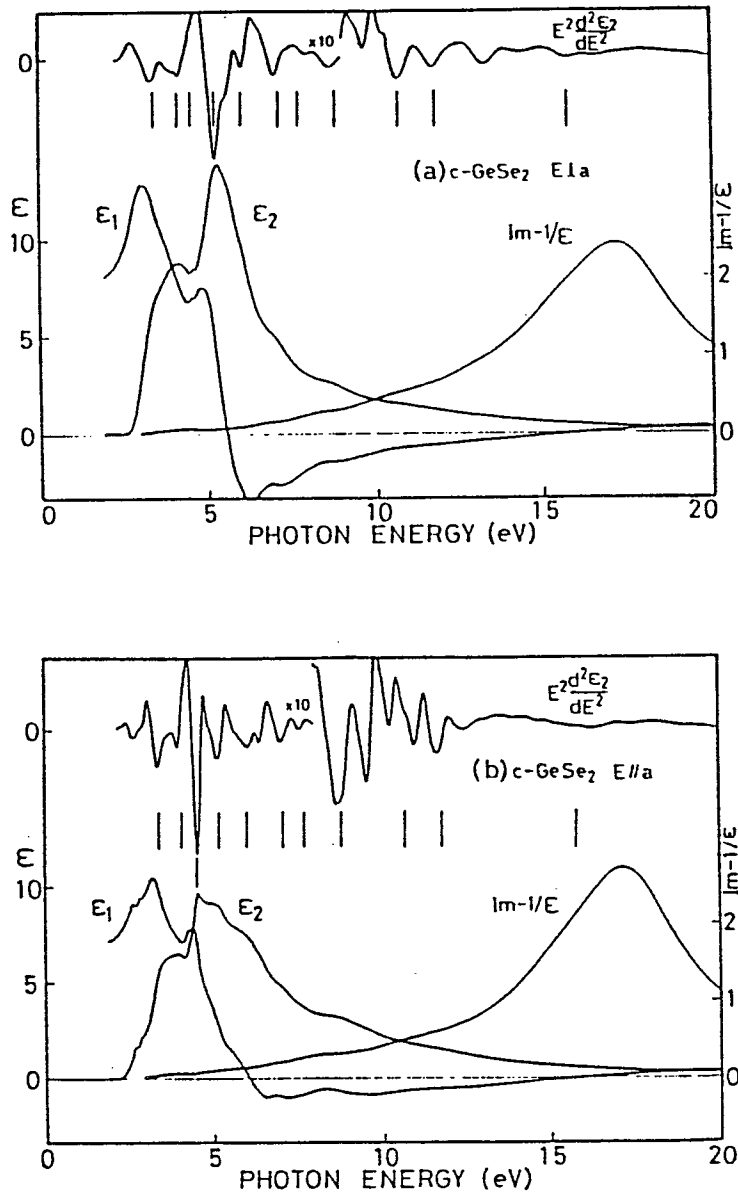 E²d²ε₂/dE²
×10
0
(a)c-GeSe₂ E⊥a
ε
ε₁
ε₂
Im-1/ε
Im-1/ε
10
5
0
2
1
0
0 5 10 15 20
PHOTON ENERGY (eV)
E²d²ε₂/dE²
×10
0
(b)c-GeSe₂ E//a
ε
ε₁
ε₂
Im-1/ε
Im-1/ε
10
5
0
2
1
0
0 5 10 15 20
PHOTON ENERGY (eV)